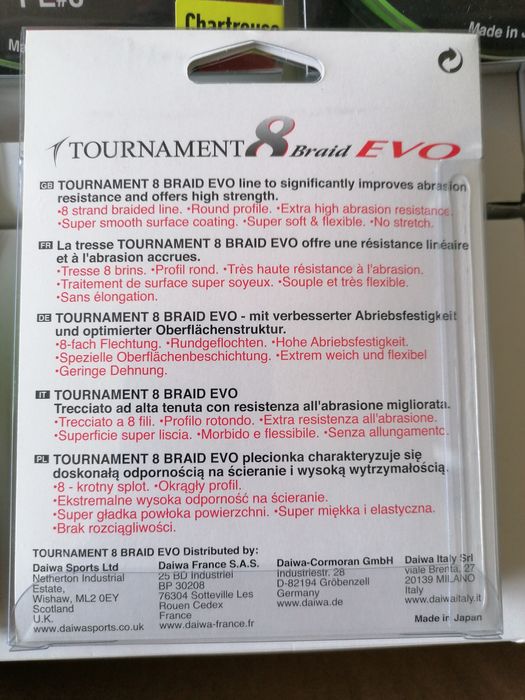 Chartreuse
Made in J
TOURNAMENT 8 Braid EVO
GB TOURNAMENT 8 BRAID EVO line to significantly improves abrasion
resistance and offers high strength.
•8 strand braided line. •Round profile. •Extra high abrasion resistance.
•Super smooth surface coating. •Super soft & flexible. •No stretch.
FR La tresse TOURNAMENT 8 BRAID EVO offre une résistance linéaire
et à l'abrasion accrues.
•Tresse 8 brins. •Profil rond. •Très haute résistance à l'abrasion.
•Traitement de surface super soyeux. •Souple et très flexible.
•Sans élongation.
DE TOURNAMENT 8 BRAID EVO - mit verbesserter Abriebsfestigkeit
und optimierter Oberflächenstruktur.
•8-fach Flechtung. •Rundgeflochten. •Hohe Abriebsfestigkeit.
•Spezielle Oberflächenbeschichtung. •Extrem weich und flexibel
•Geringe Dehnung.
IT TOURNAMENT 8 BRAID EVO
Trecciato ad alta tenuta con resistenza all'abrasione migliorata.
•Trecciato a 8 fili. •Profilo rotondo. •Extra resistenza all'abrasione.
•Superficie super liscia. •Morbido e flessibile. •Senza allungamento.
PL TOURNAMENT 8 BRAID EVO plecionka charakteryzuje się
doskonałą odpornością na ścieranie i wysoką wytrzymałością.
•8 - krotny splot. •Okrągły profil.
•Ekstremalne wysoka odporność na ścieranie.
•Super gładka powłoka powierzchni. •Super miękka i elastyczna.
•Brak rozciągliwości.
TOURNAMENT 8 BRAID EVO Distributed by:
Daiwa Sports Ltd
Netherton Industrial
Estate,
Wishaw, ML2 0EY
Scotland
U.K.
www.daiwasports.co.uk
Daiwa France S.A.S.
25 BD Industriel
BP 30208
76304 Sotteville Les
Rouen Cedex
France
www.daiwa-france.fr
Daiwa-Cormoran GmbH
Industriestr. 28
D-82194 Gröbenzell
Germany
www.daiwa.de
Daiwa Italy Srl
viale Brenta, 27
20139 MILANO
Italy
www.daiwaitaly.it
Made in Japan